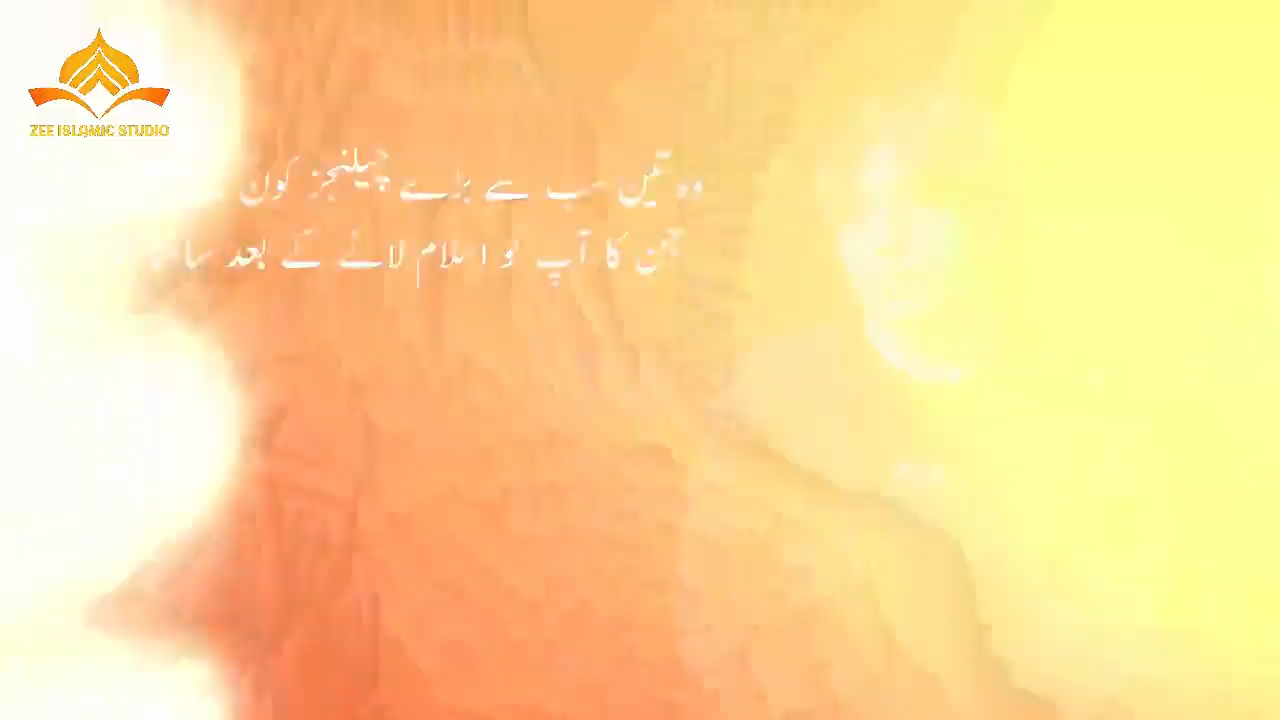 ZEE ISLAMIC STUDIO
وہ تین سب سے بڑے چیلنجز کون
جن کا آپ کو اسلام لانے کے بعد